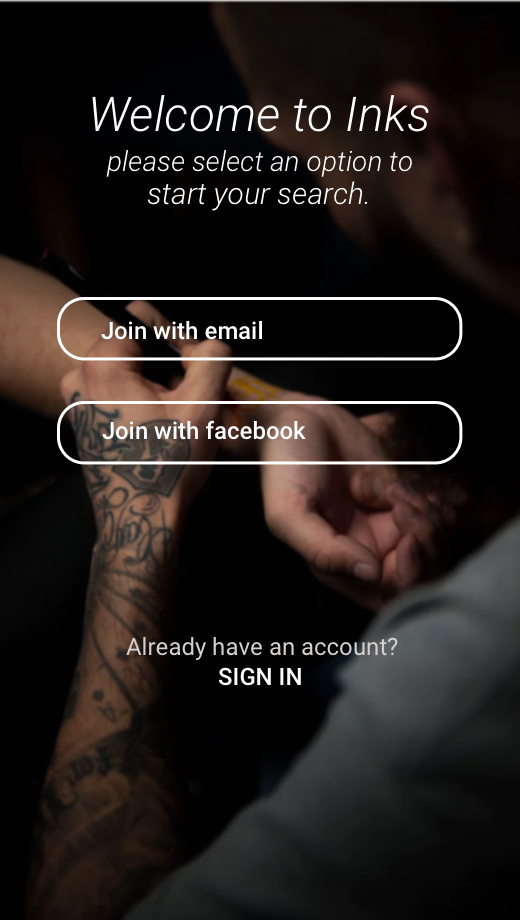 Welcome to Inks
please select an option to
start your search.
Join with email
Join with facebook
Already have an account?
SIGN IN